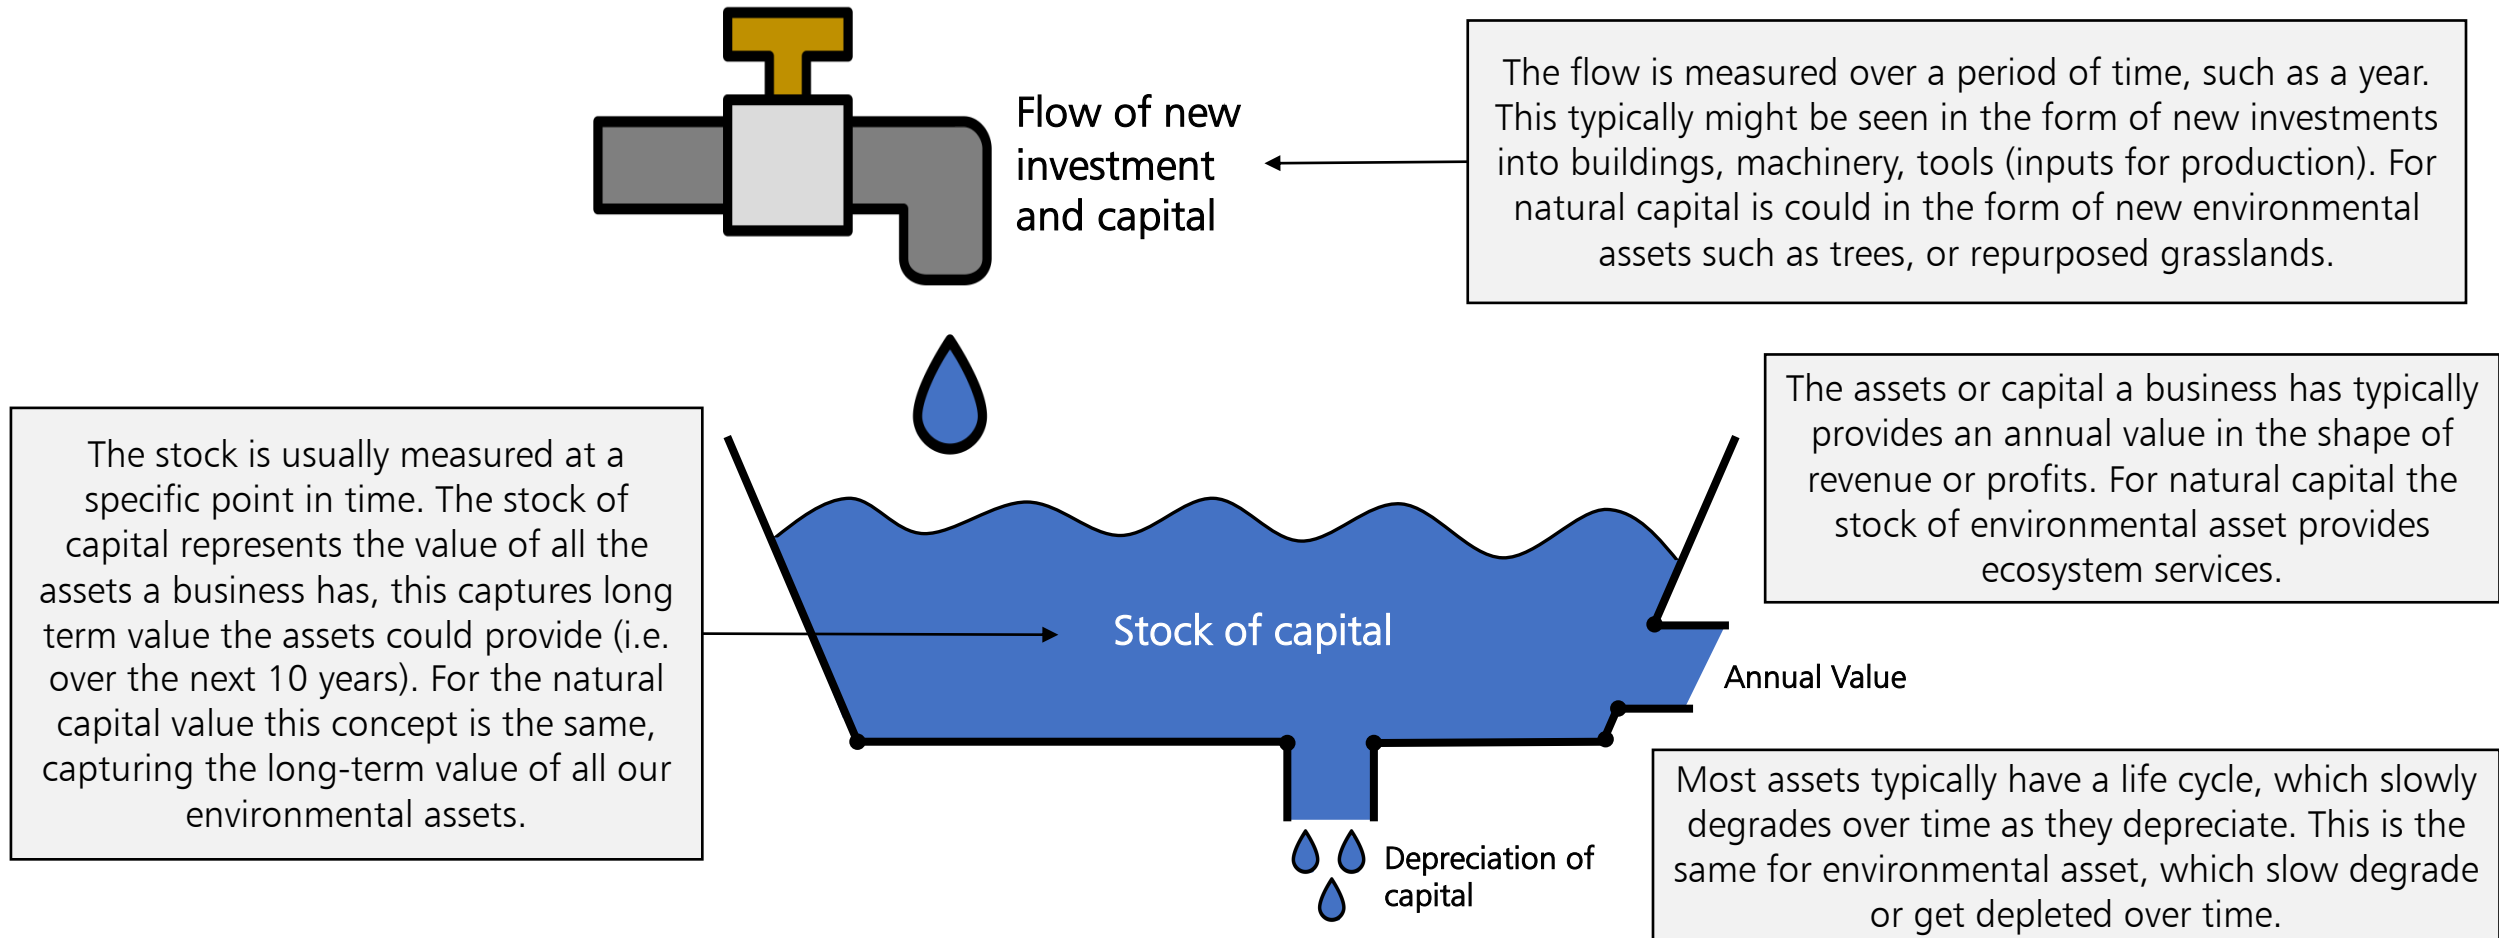 Flow of new
investment
and capital
The flow is measured over a period of time, such as a year.
This typically might be seen in the form of new investments
into buildings, machinery, tools (inputs for production). For
natural capital is could in the form of new environmental
assets such as trees, or repurposed grasslands.
The stock is usually measured at a
specific point in time. The stock of
capital represents the value of all the
assets a business has, this captures long
term value the assets could provide (i.e.
over the next 10 years). For the natural
capital value this concept is the same,
capturing the long-term value of all our
environmental assets.
Stock of capital
The assets or capital a business has typically
provides an annual value in the shape of
revenue or profits. For natural capital the
stock of environmental asset provides
ecosystem services.
Annual Value
Depreciation of
capital
Most assets typically have a life cycle, which slowly
degrades over time as they depreciate. This is the
same for environmental asset, which slow degrade
or get depleted over time.